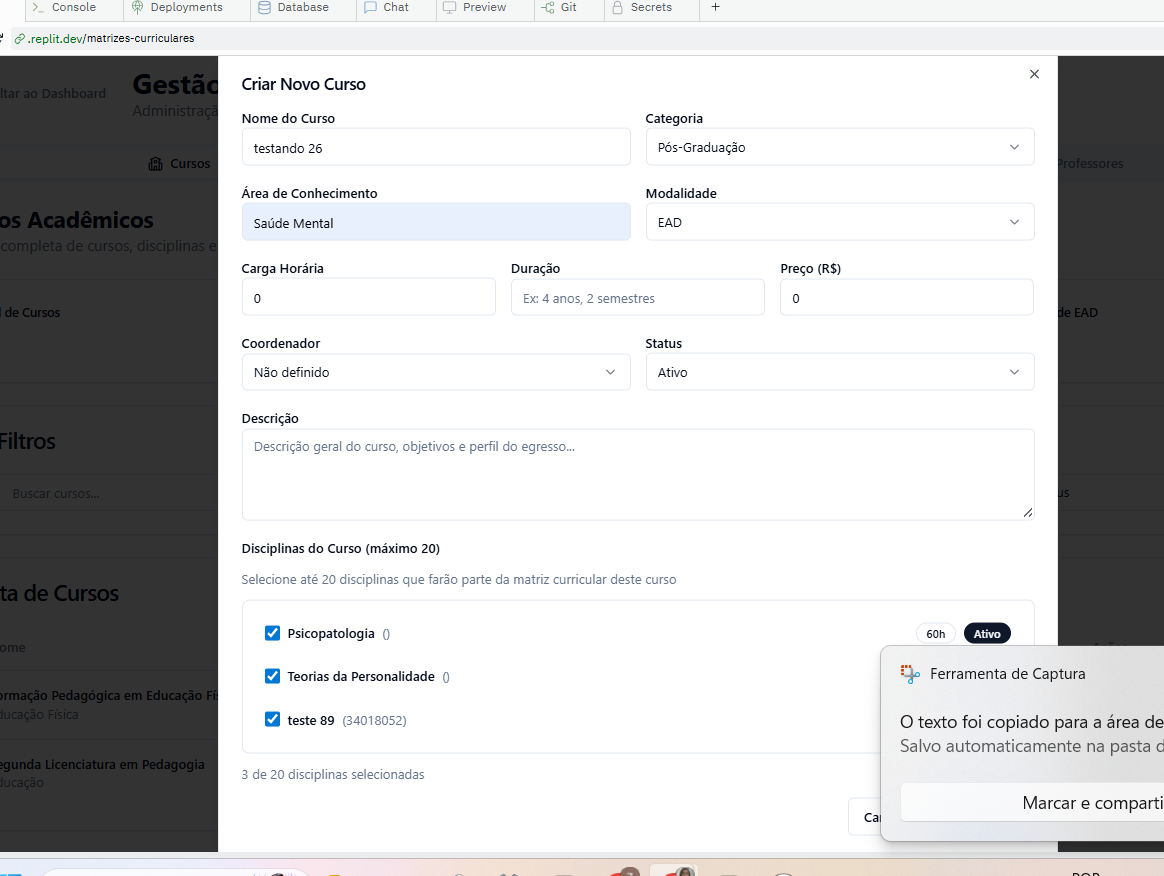 Console Deployments Database Chat Preview Git Secrets +
.replit.dev/matrizes-curriculares
Criar Novo Curso
ltar ao Dashboard
Gestão
Administraçã
Nome do Curso
Categoria
testando 26
Pós-Graduação
Cursos
Professores
Área de Conhecimento
Modalidade
Saúde Mental
EAD
os Acadêmicos
completa de cursos, disciplinas e
Carga Horária
Duração
Preço (R$)
0
Ex: 4 anos, 2 semestres
0
l de Cursos
de EAD
Coordenador
Status
Não definido
Ativo
Descrição
Descrição geral do curso, objetivos e perfil do egresso...
Filtros
Buscar cursos...
us
Disciplinas do Curso (máximo 20)
Selecione até 20 disciplinas que farão parte da matriz curricular deste curso
ta de Cursos
Psicopatologia ()
60h
Ativo
ome
Teorias da Personalidade ()
ormação Pedagógica em Educação Fís
ducação Física
teste 89 (34018052)
egunda Licenciatura em Pedagogia
ducação
3 de 20 disciplinas selecionadas
Ca
Ferramenta de Captura
O texto foi copiado para a área de
Salvo automaticamente na pasta d
Marcar e comparti